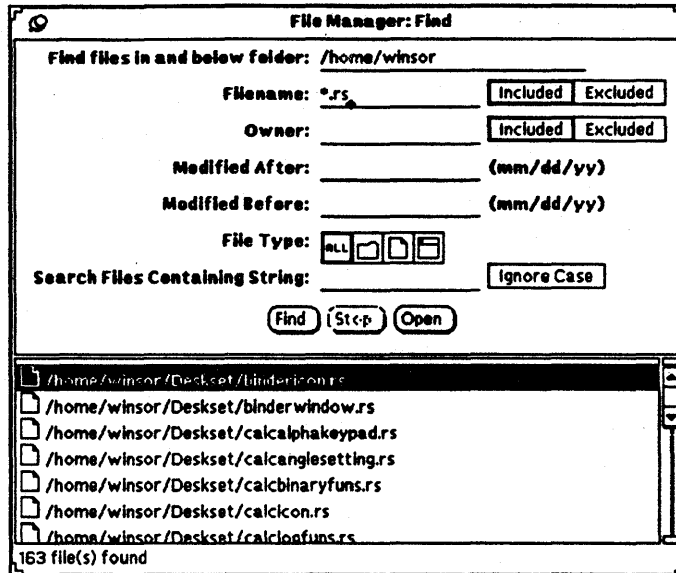 File Manager: Find
Find files in and below folder: /home/winsor
Filename: *.rs Included Excluded
Owner: Included Excluded
Modified After: (mm/dd/yy)
Modified Before: (mm/dd/yy)
File Type: ALL
Search Files Containing String: Ignore Case
Find Stop Open
/home/winsor/Deskset/bindericon.rs
/home/winsor/Deskset/binderwindow.rs
/home/winsor/Deskset/calcalphakeypad.rs
/home/winsor/Deskset/calcanglesetting.rs
/home/winsor/Deskset/calcbinaryfuns.rs
/home/winsor/Deskset/calcicon.rs
/home/winsor/Deskset/calclogfuns.rs
163 file(s) found